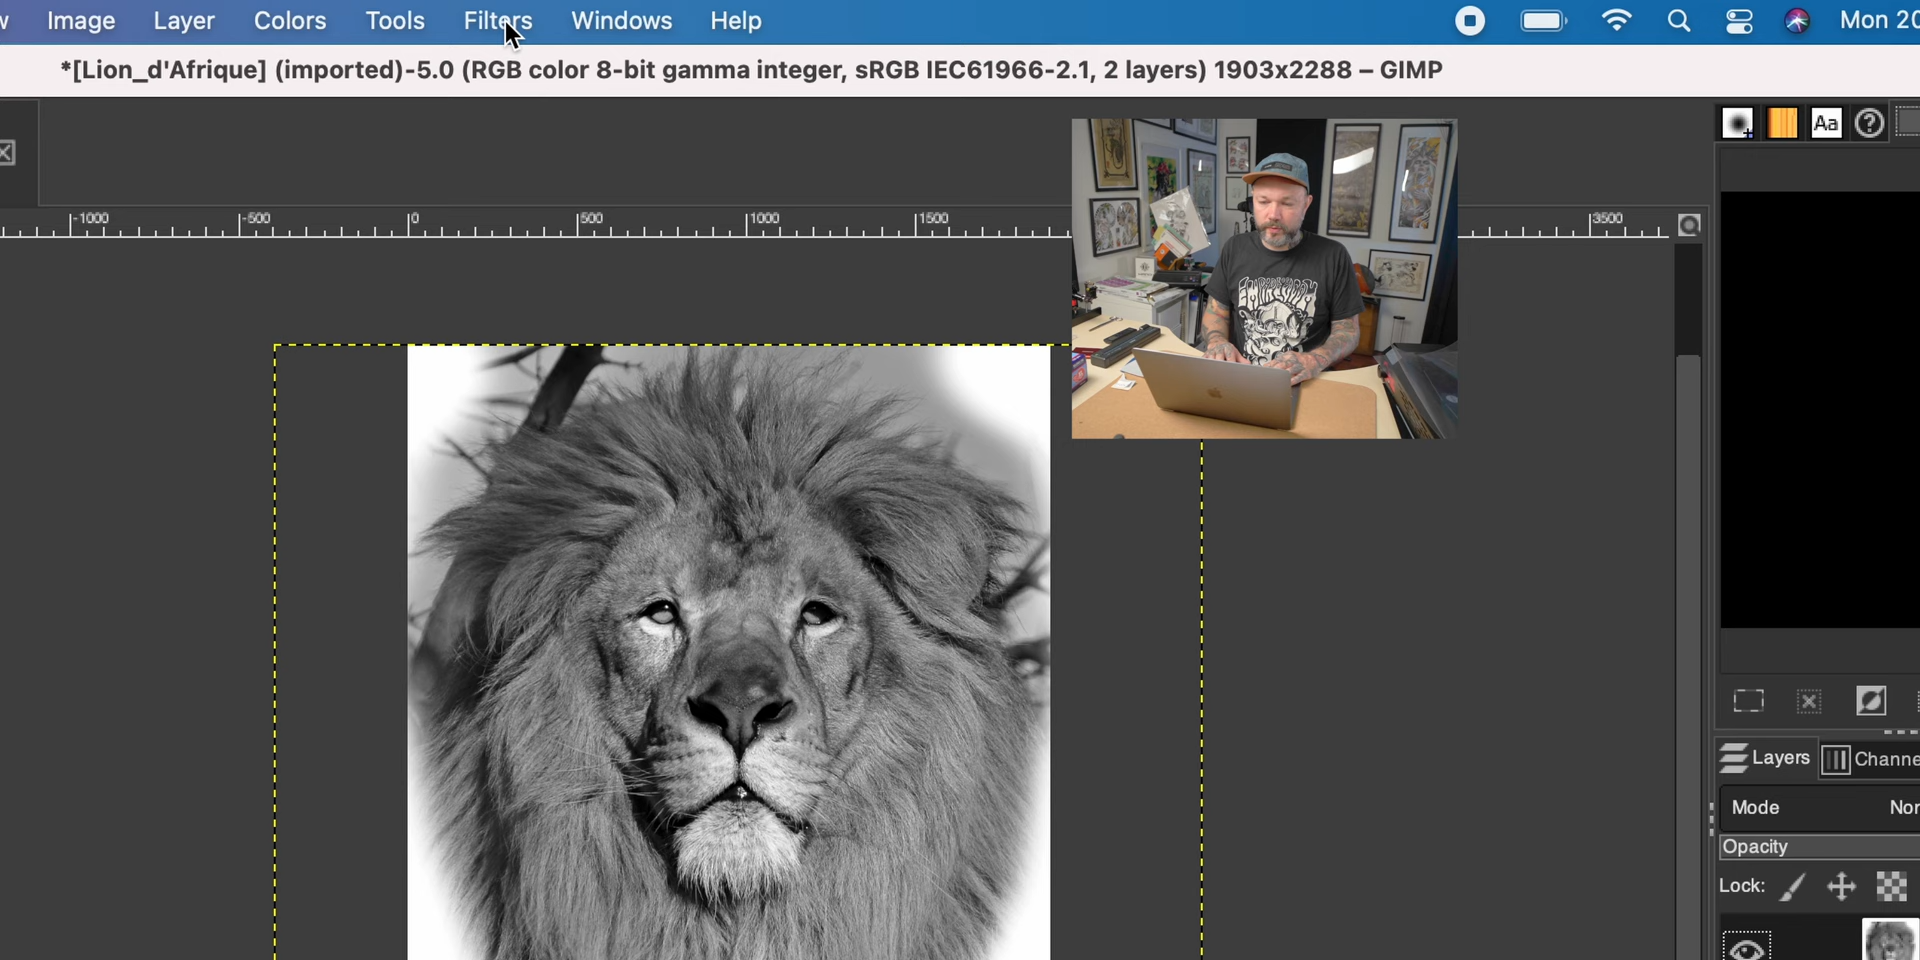 Image Layer Colors Tools Filters Windows Help Mon 20
*[Lion_d'Afrique] (imported)-5.0 (RGB color 8-bit gamma integer, sRGB IEC61966-2.1, 2 layers) 1903x2288 – GIMP
Aa
-1000 -500 0 500 1000 1500 3500
Layers Channe
Mode Nor
Opacity
Lock: